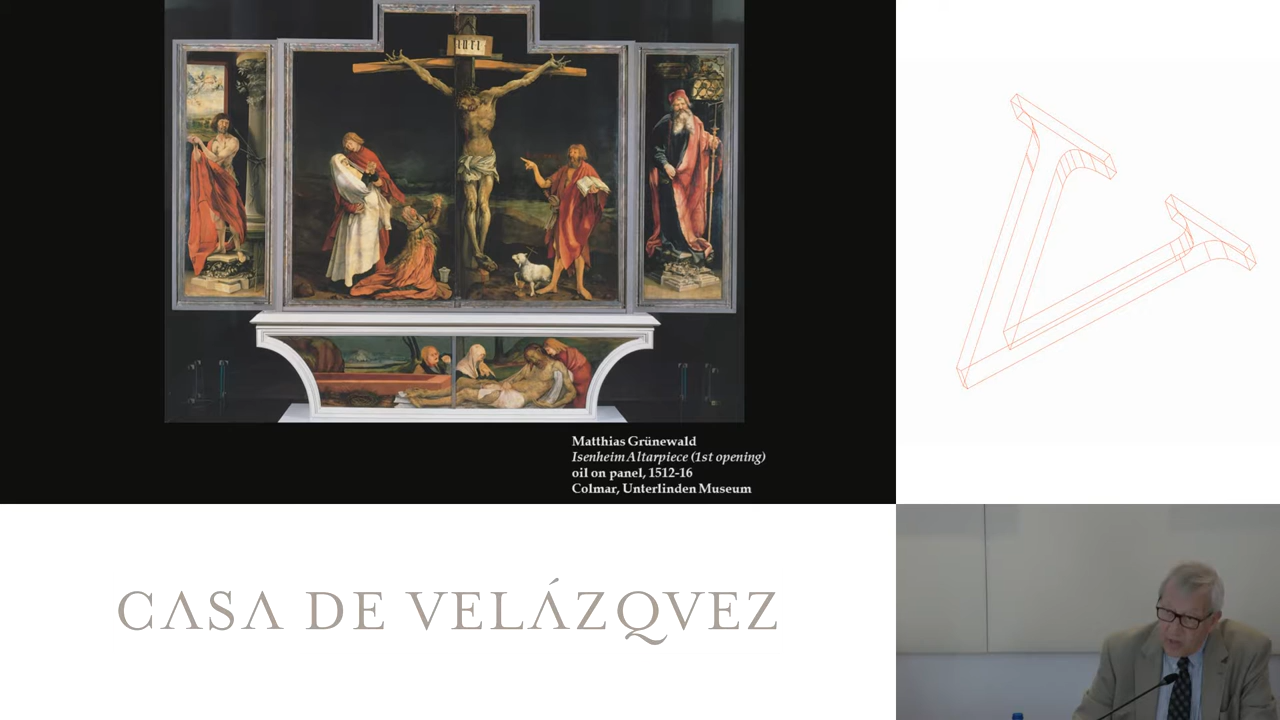 INRI
Matthias Grünewald
Isenheim Altarpiece (1st opening)
oil on panel, 1512-16
Colmar, Unterlinden Museum
CASA DE VELÁZQVEZ